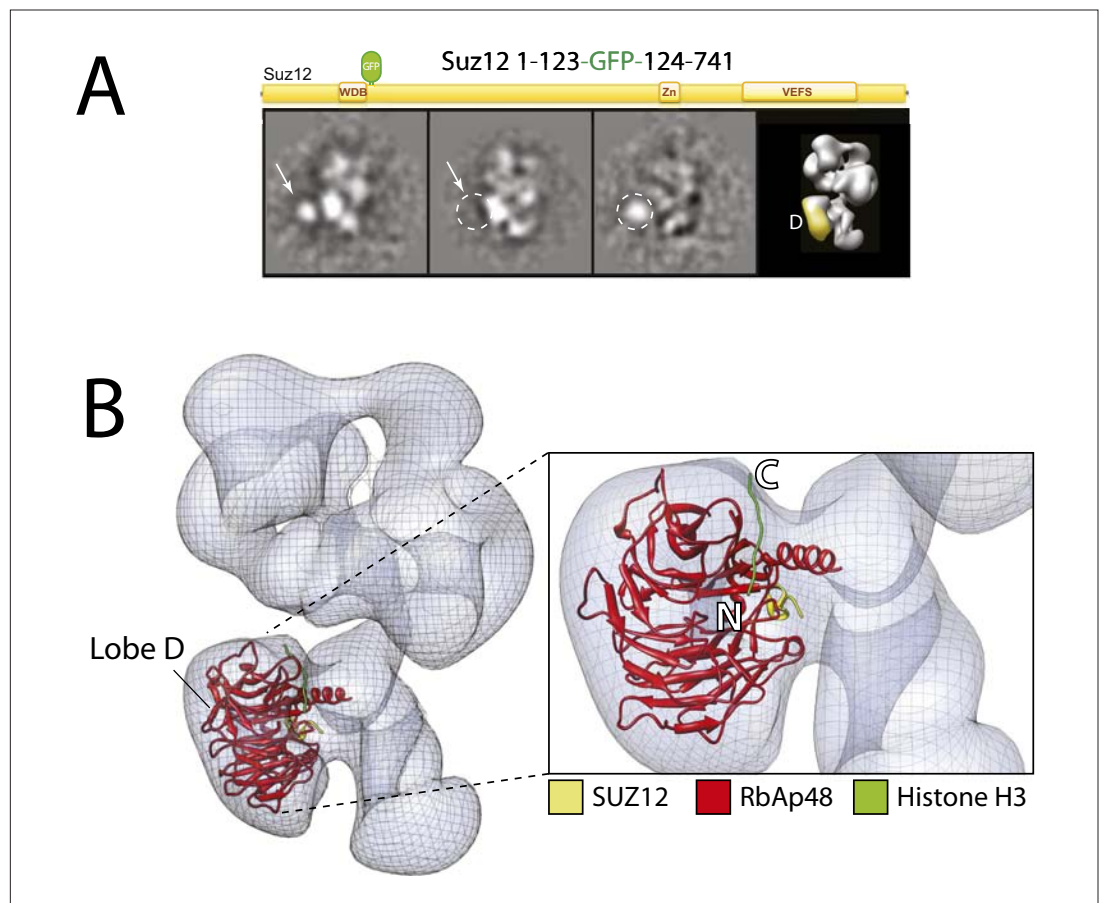 A
Suz12 1-123-GFP-124-741
GFP
Suz12
WDB
Zn
VEFS
D
B
Lobe D
C
N
SUZ12
RbAp48
Histone H3